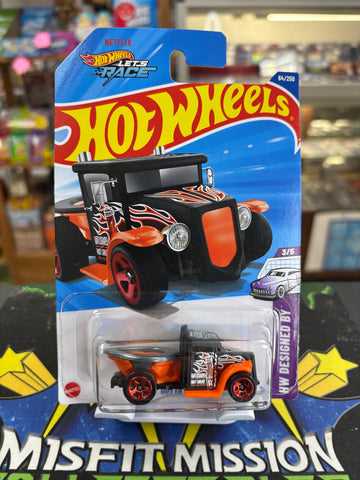 NETFLIX
HOT WHEELS
LET'S
RACE
64/250
HOT WHEELS
3/5
HW DESIGNED BY
MATTEL
MISFIT MISSION